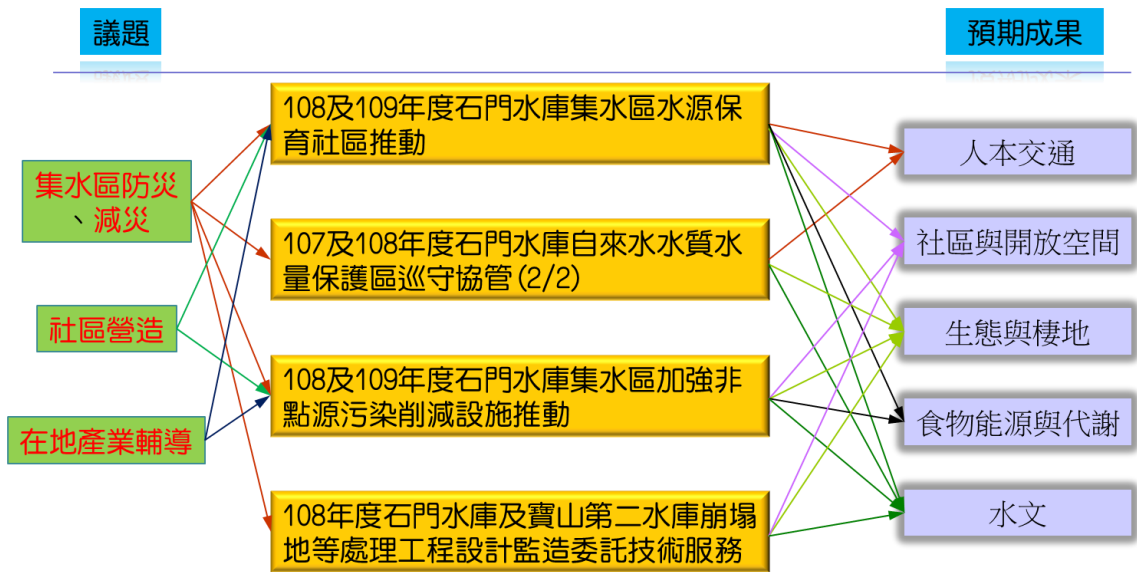 議題
預期成果
集水區防災
、減災
社區營造
在地產業輔導
108及109年度石門水庫集水區水源保
育社區推動
107及108年度石門水庫自來水水質水
量保護區巡守協管(2/2)
108及109年度石門水庫集水區加強非
點源污染削減設施推動
108年度石門水庫及寶山第二水庫崩塌
地等處理工程設計監造委託技術服務
人本交通
社區與開放空間
生態與棲地
食物能源與代謝
水文